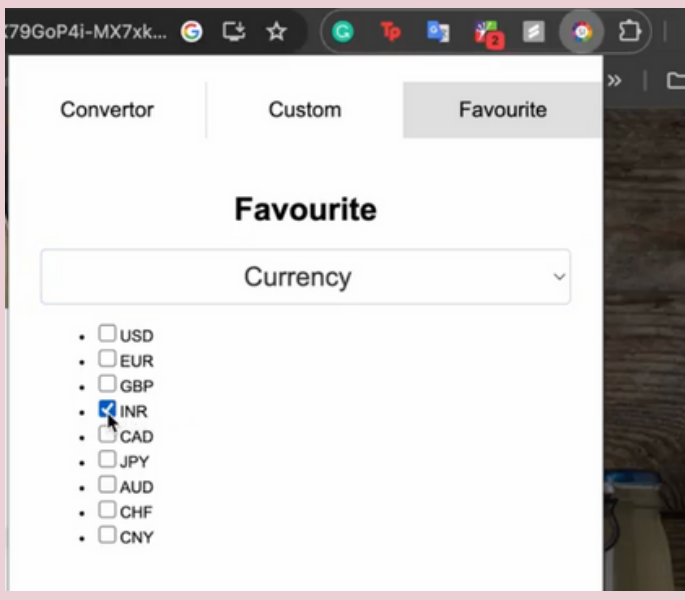 X79GoP4i-MX7xk...
Convertor Custom Favourite
Favourite
Currency
USD
EUR
GBP
INR
CAD
JPY
AUD
CHF
CNY